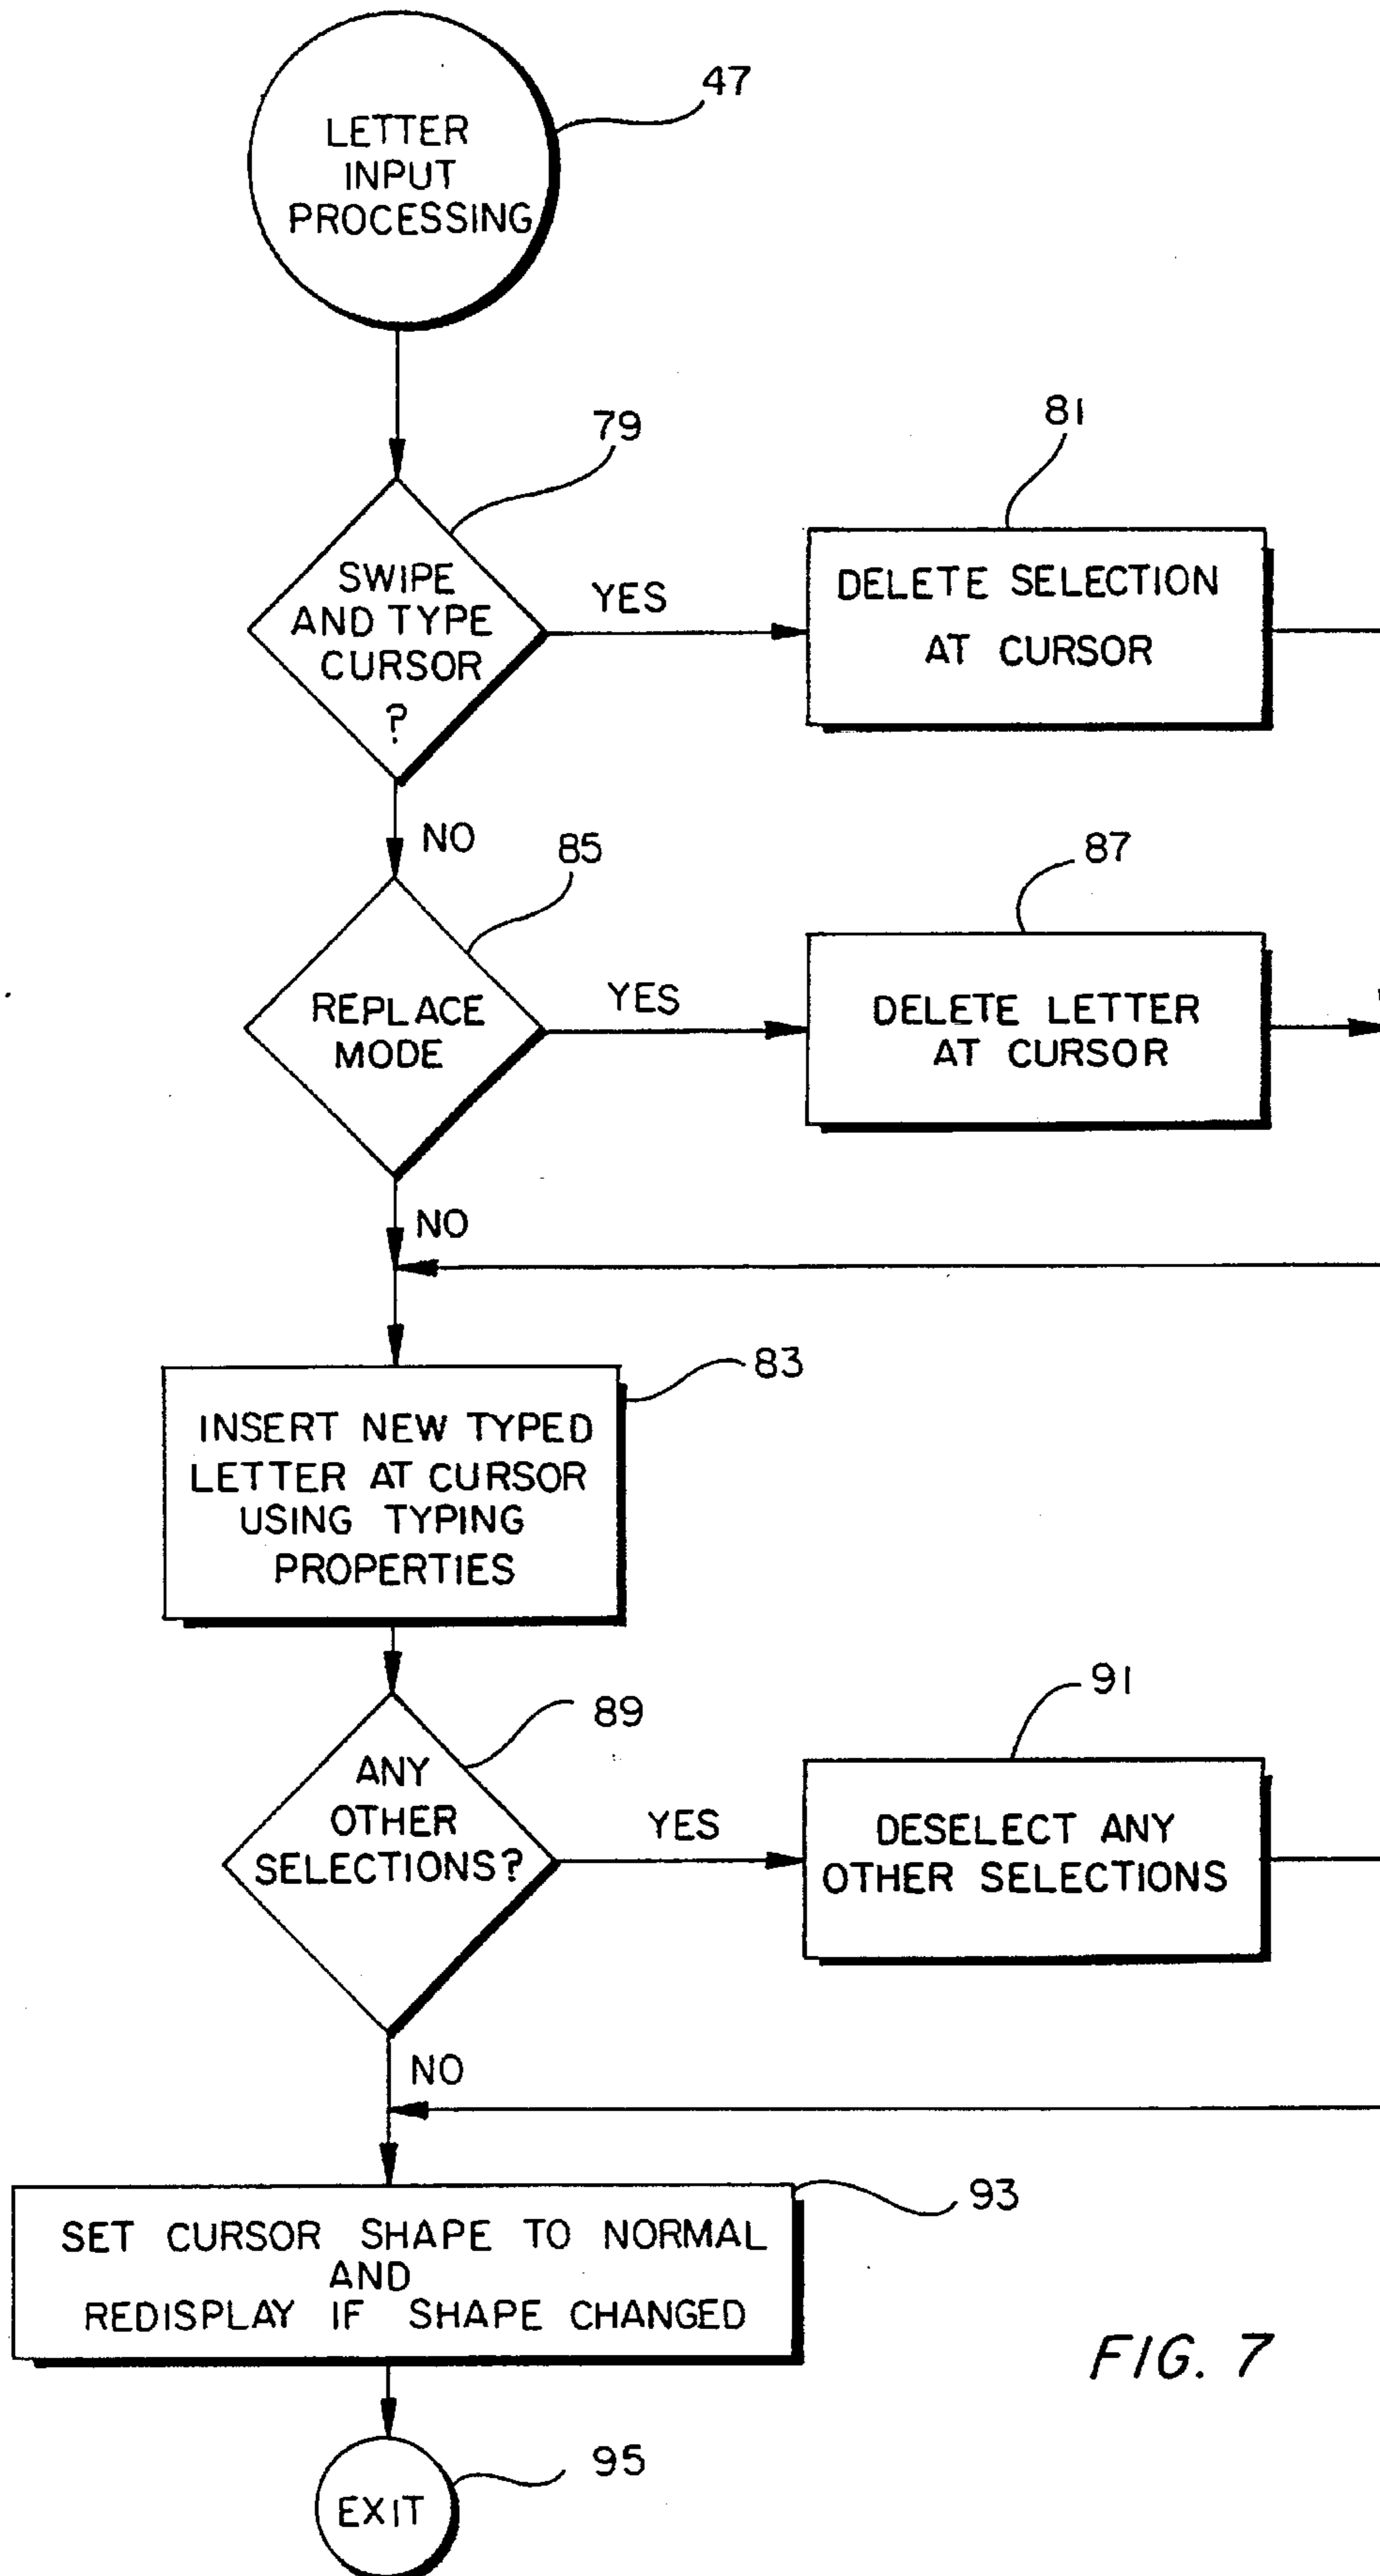 LETTER
INPUT
PROCESSING
47
79
SWIPE
AND TYPE
CURSOR
?
YES
81
DELETE SELECTION
AT CURSOR
NO
85
REPLACE
MODE
YES
87
DELETE LETTER
AT CURSOR
NO
83
INSERT NEW TYPED
LETTER AT CURSOR
USING TYPING
PROPERTIES
89
ANY
OTHER
SELECTIONS?
YES
91
DESELECT ANY
OTHER SELECTIONS
NO
93
SET CURSOR SHAPE TO NORMAL
AND
REDISPLAY IF SHAPE CHANGED
FIG. 7
95
EXIT